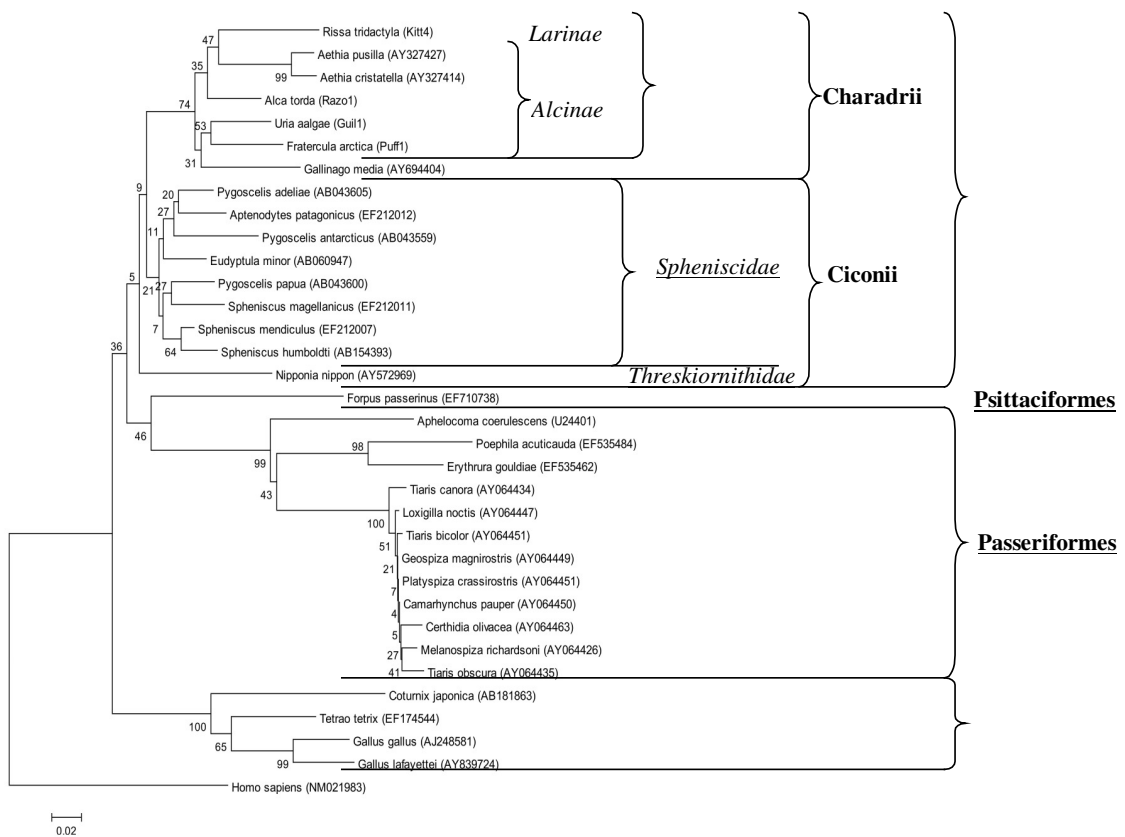 Rissa tridactyla (Kitt4)
47
Larinae
Aethia pusilla (AY327427)
35
99
Aethia cristatella (AY327414)
Charadrii
74
Alca torda (Razo1)
Alcinae
53
Uria aalgae (Guil1)
Fratercula arctica (Puff1)
31
Gallinago media (AY694404)
9
20
Pygoscelis adeliae (AB043605)
27
Aptenodytes patagonicus (EF212012)
11
Pygoscelis antarcticus (AB043559)
Eudyptula minor (AB060947)
Spheniscidae
Ciconii
5
21
27
Pygoscelis papua (AB043600)
Spheniscus magellanicus (EF212011)
7
Spheniscus mendiculus (EF212007)
64
Spheniscus humboldti (AB154393)
36
Nipponia nippon (AY572969)
Threskiornithidae
Forpus passerinus (EF710738)
Psittaciformes
46
Aphelocoma coerulescens (U24401)
98
Poephila acuticauda (EF535484)
99
Erythrura gouldiae (EF535462)
43
Tiaris canora (AY064434)
Loxigilla noctis (AY064447)
100
Tiaris bicolor (AY064451)
51
Passeriformes
Geospiza magnirostris (AY064449)
21
Platyspiza crassirostris (AY064451)
7
Camarhynchus pauper (AY064450)
4
Certhidia olivacea (AY064463)
5
Melanospiza richardsoni (AY064426)
27
41
Tiaris obscura (AY064435)
Coturnix japonica (AB181863)
100
Tetrao tetrix (EF174544)
65
Gallus gallus (AJ248581)
99
Gallus lafayettei (AY839724)
Homo sapiens (NM021983)
0.02